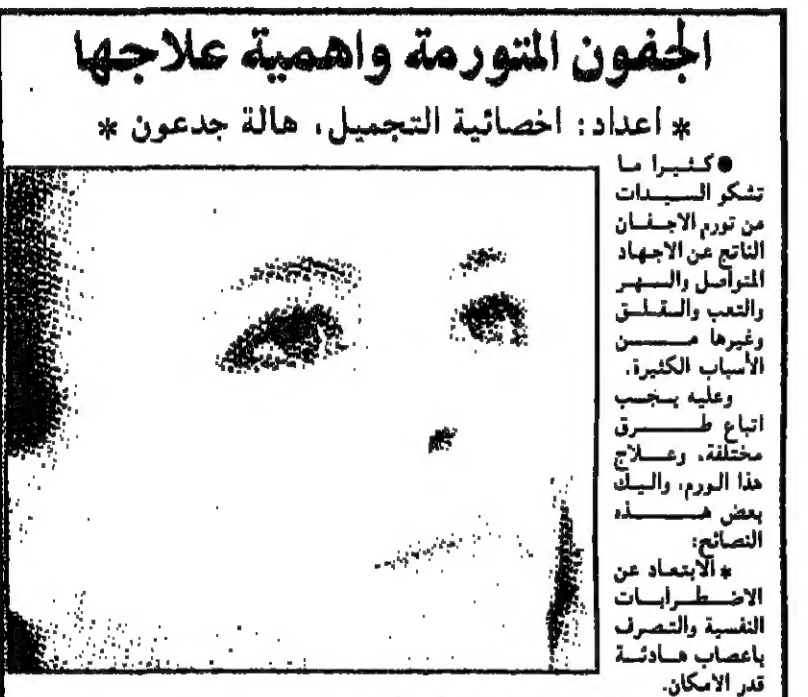 الجفون المتورمة واهمية علاجها
* اعداد: اخصائية التجميل، هالة جدعون *
●كثيرا ما
تشكو السيدات
من تورم الاجفان
الناتج عن الاجهاد
المتواصل والسهر
والتعب والقلق
وغيرها من
الأسباب الكثيرة.
وعليه يجب
اتباع طرق
مختلفة، وعلاج
هذا الورم، واليك
بعض هذه
النصائح:
* الابتعاد عن
الاضطرابات
النفسية والتصرف
باعصاب هادئة
قدر الامكان.